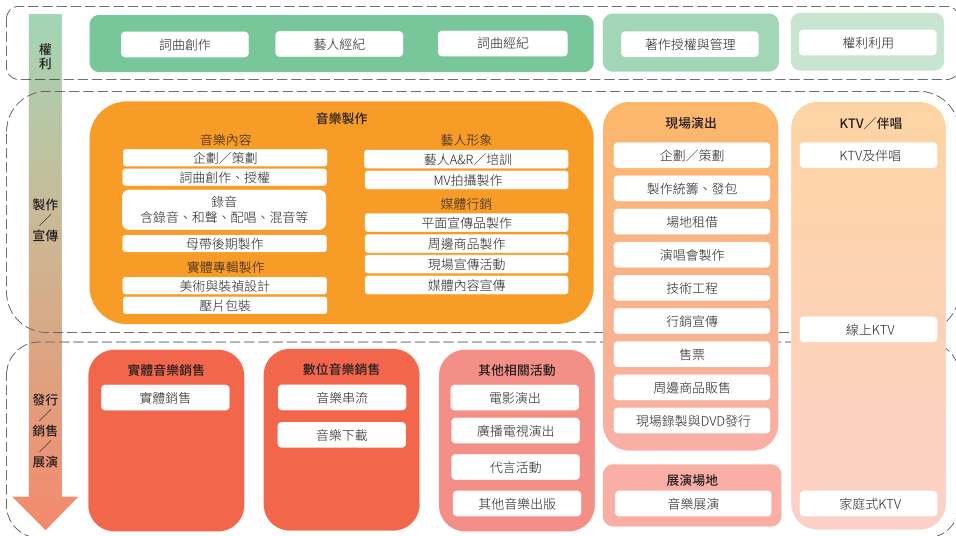 權
利
詞曲創作
藝人經紀
詞曲經紀
著作授權與管理
權利利用
製作
／
宣傳
音樂製作
音樂內容
企劃／策劃
詞曲創作、授權
錄音
含錄音、和聲、配唱、混音等
母帶後期製作
實體專輯製作
美術與裝禎設計
壓片包裝
藝人形象
藝人A&R／培訓
MV拍攝製作
媒體行銷
平面宣傳品製作
周邊商品製作
現場宣傳活動
媒體內容宣傳
現場演出
企劃／策劃
製作統籌、發包
場地租借
演唱會製作
技術工程
行銷宣傳
售票
周邊商品販售
現場錄製與DVD發行
KTV／伴唱
KTV及伴唱
線上KTV
家庭式KTV
發行
／
銷售
／
展演
實體音樂銷售
實體銷售
數位音樂銷售
音樂串流
音樂下載
其他相關活動
電影演出
廣播電視演出
代言活動
其他音樂出版
展演場地
音樂展演